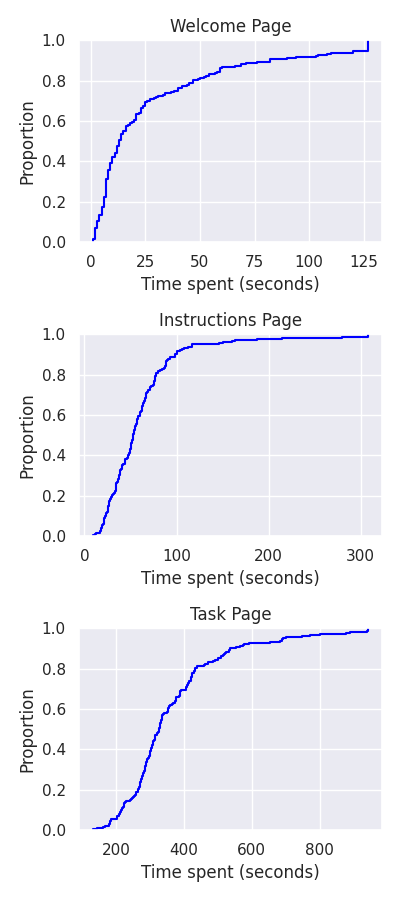 Welcome Page
1.0
0.8
0.6
0.4
0.2
0.0
Proportion
0 25 50 75 100 125
Time spent (seconds)
Instructions Page
1.0
0.8
0.6
0.4
0.2
0.0
Proportion
0 100 200 300
Time spent (seconds)
Task Page
1.0
0.8
0.6
0.4
0.2
0.0
Proportion
200 400 600 800
Time spent (seconds)